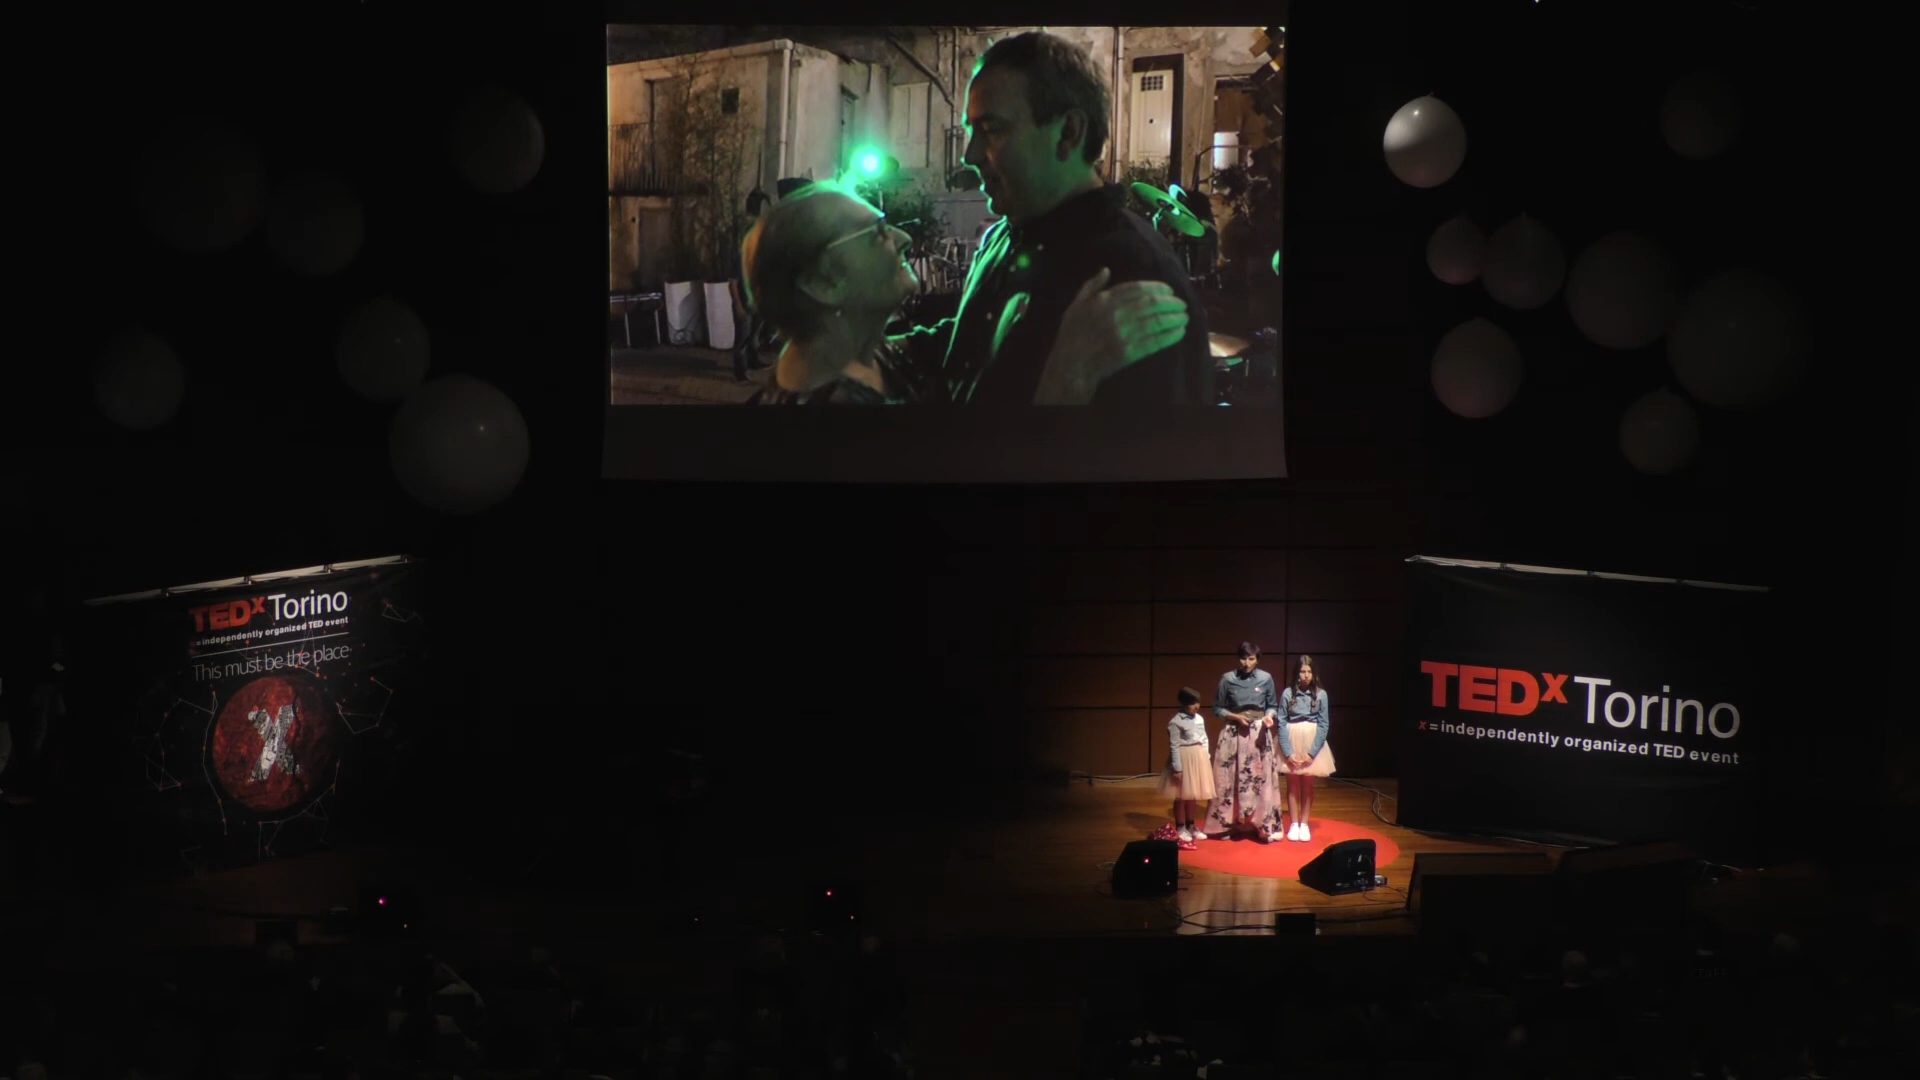 TEDx Torino
x = independently organized TED event
This must be the place
x
TEDx Torino
x = independently organized TED event